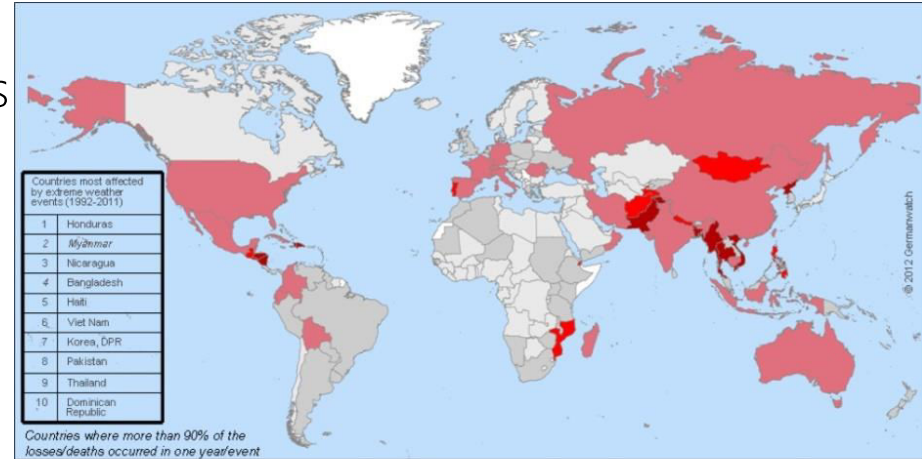 S
Countries most affected
by extreme weather
events (1992-2011)
1 Honduras
2 Myanmar
3 Nicaragua
4 Bangladesh
5 Haiti
6 Viet Nam
7 Korea, DPR
8 Pakistan
9 Thailand
10 Dominican
Republic
Countries where more than 90% of the
losses/deaths occurred in one year/event
© 2012 Germanwatch